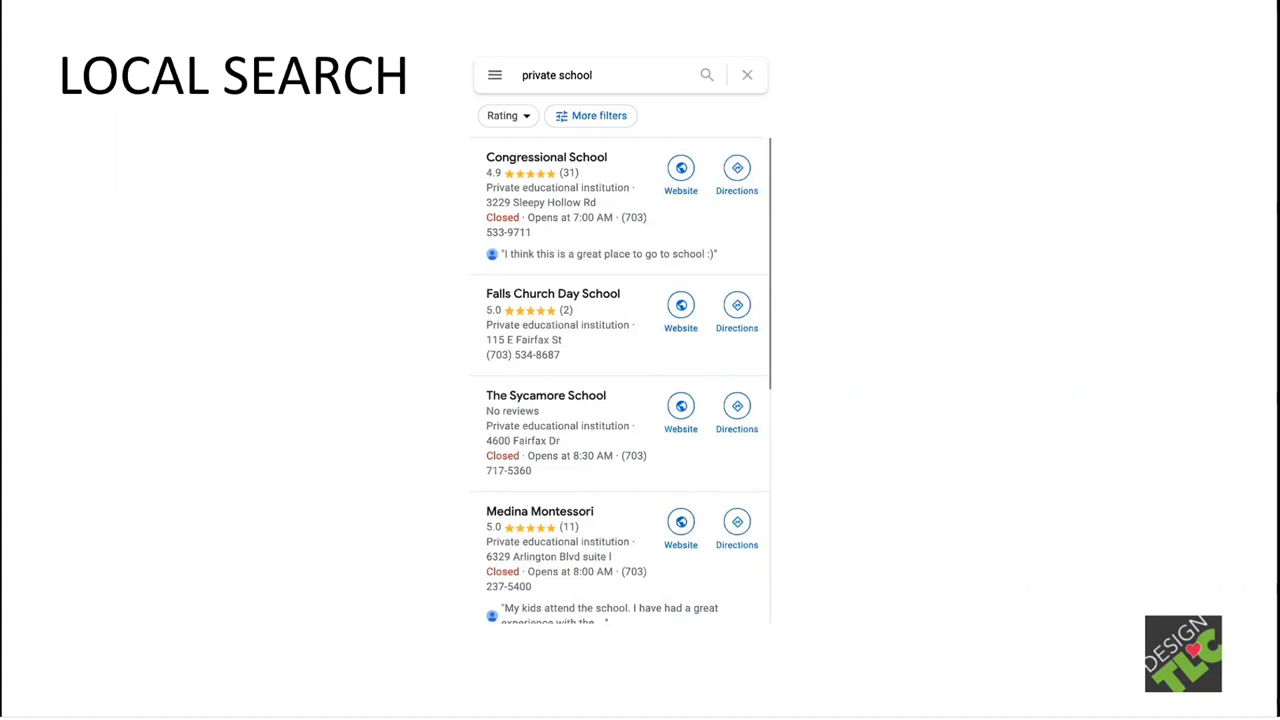 LOCAL SEARCH
private school
Rating
More filters
Congressional School
4.9 (31)
Private educational institution ·
3229 Sleepy Hollow Rd
Closed · Opens at 7:00 AM · (703)
533-9711
Website
Directions
"I think this is a great place to go to school :)"
Falls Church Day School
5.0 (2)
Private educational institution ·
115 E Fairfax St
(703) 534-8687
Website
Directions
The Sycamore School
No reviews
Private educational institution ·
4600 Fairfax Dr
Closed · Opens at 8:30 AM · (703)
717-5360
Website
Directions
Medina Montessori
5.0 (11)
Private educational institution ·
6329 Arlington Blvd suite l
Closed · Opens at 8:00 AM · (703)
237-5400
Website
Directions
"My kids attend the school. I have had a great
experience with the..."
DESIGN
TLC